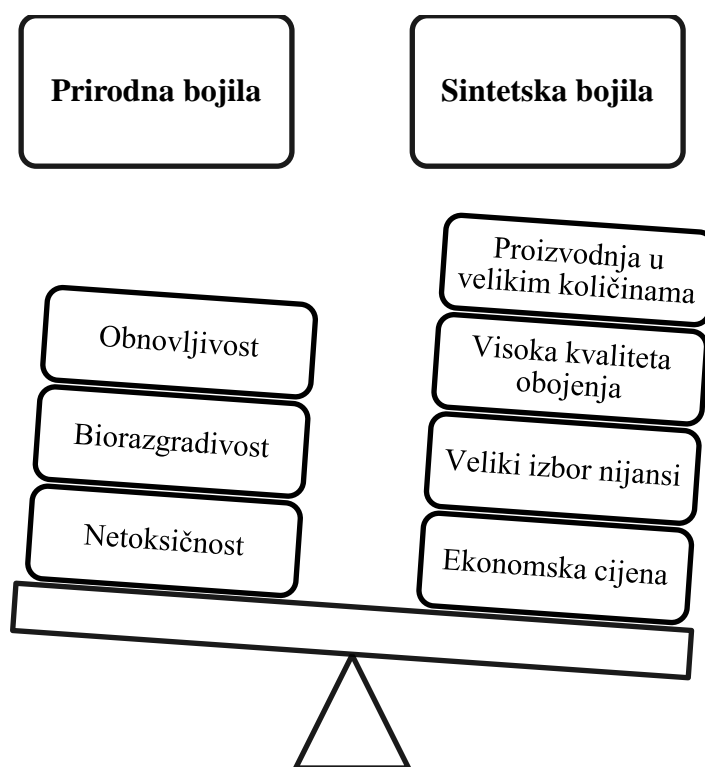 Prirodna bojila
Sintetska bojila
Obnovljivost
Biorazgradivost
Netoksičnost
Proizvodnja u
velikim količinama
Visoka kvaliteta
obojenja
Veliki izbor nijansi
Ekonomska cijena